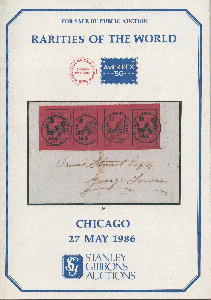 FOR SALE BY PUBLIC AUCTION
RARITIES OF THE WORLD
AMERIPEX
'86
CHICAGO
27 MAY 1986
STANLEY
GIBBONS
AUCTIONS